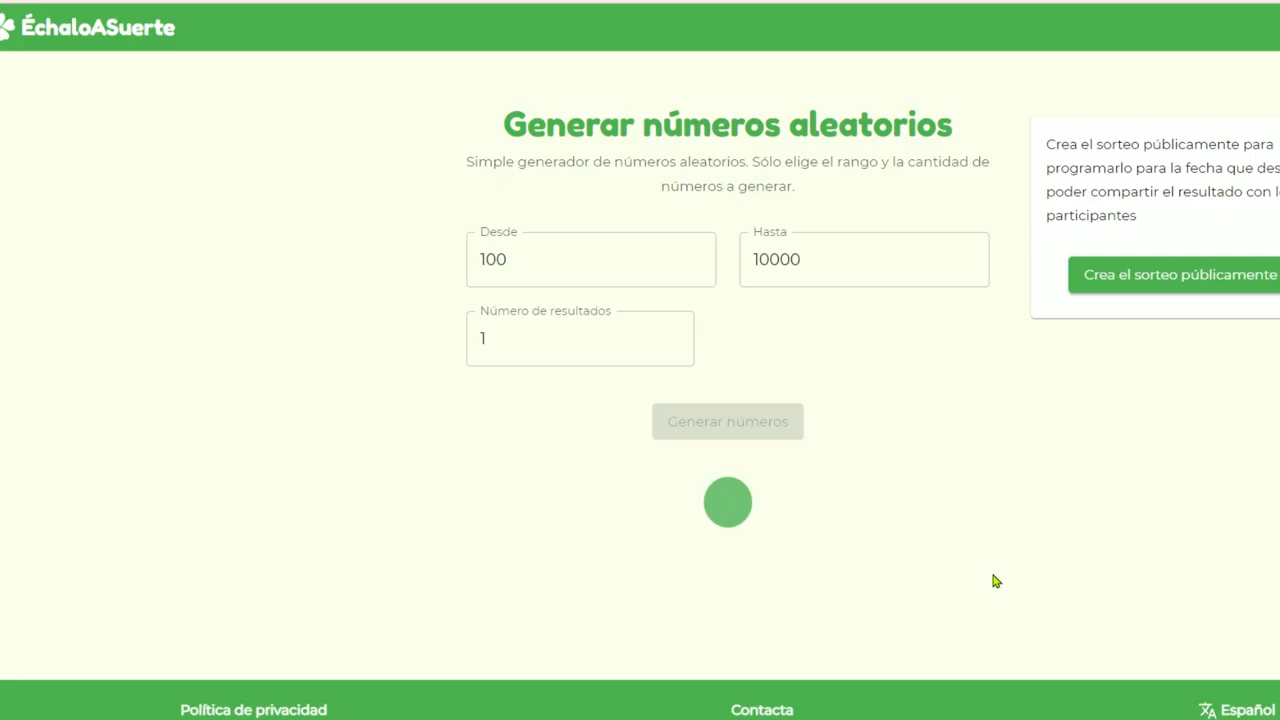 ÉchaloASuerte
Generar números aleatorios
Simple generador de números aleatorios. Sólo elige el rango y la cantidad de
números a generar.
Desde
100
Hasta
10000
Número de resultados
1
Generar números
Crea el sorteo públicamente para
programarlo para la fecha que
poder compartir el resultado con
participantes
Crea el sorteo públicamente
Política de privacidad
Contacta
Español